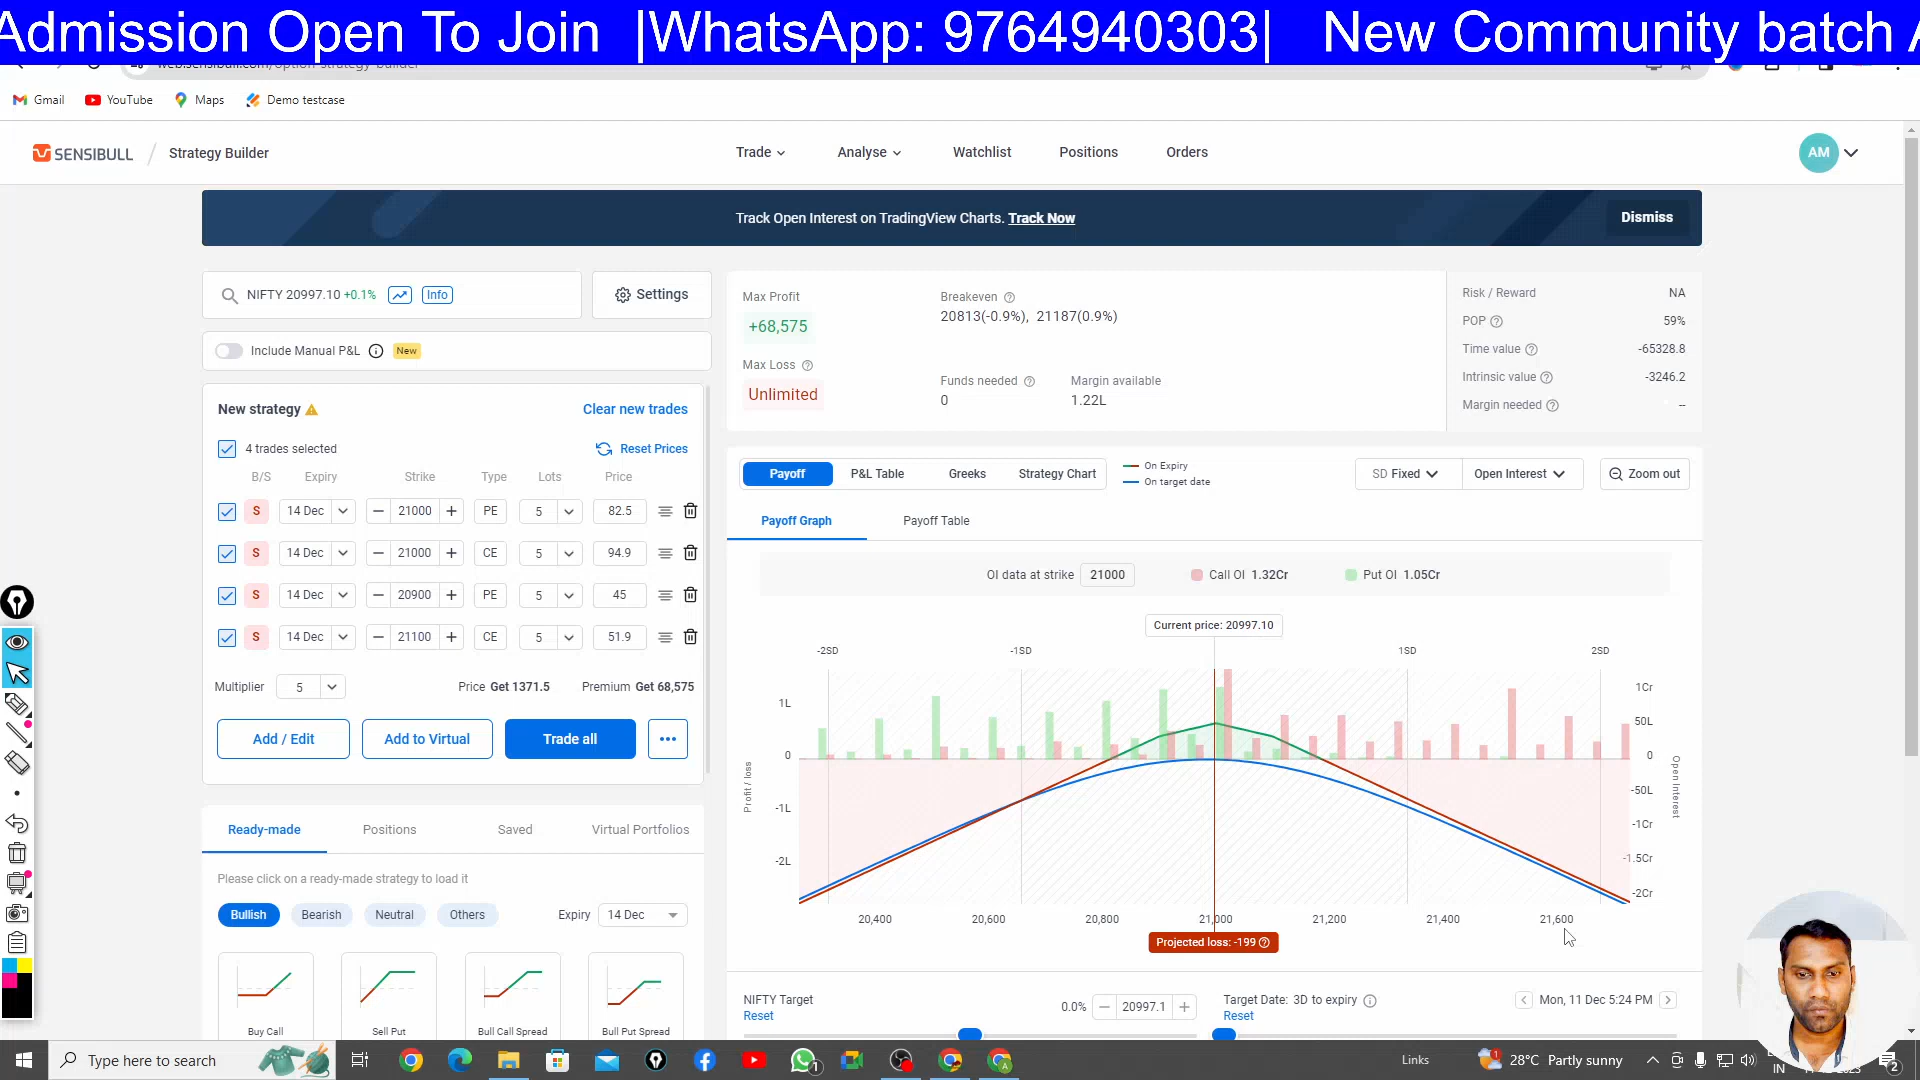 Admission Open To Join |WhatsApp: 9764940303| New Community batch
web.sensibull.com/option-strategy-builder
Gmail YouTube Maps Demo testcase
SENSIBULL / Strategy Builder Trade Analyse Watchlist Positions Orders AM
Track Open Interest on TradingView Charts. Track Now Dismiss
NIFTY 20997.10 +0.1% Info Settings
Include Manual P&L New
New strategy Clear new trades
4 trades selected Reset Prices
B/S Expiry Strike Type Lots Price
S 14 Dec − 21000 + PE 5 82.5
S 14 Dec − 21000 + CE 5 94.9
S 14 Dec − 20900 + PE 5 45
S 14 Dec − 21100 + CE 5 51.9
Multiplier 5 Price Get 1371.5 Premium Get 68,575
Add / Edit Add to Virtual Trade all ...
Ready-made Positions Saved Virtual Portfolios
Please click on a ready-made strategy to load it
Bullish Bearish Neutral Others Expiry 14 Dec
Buy Call Sell Put Bull Call Spread Bull Put Spread
Max Profit
+68,575
Max Loss
Unlimited
Breakeven
20813(-0.9%), 21187(0.9%)
Funds needed Margin available
0 1.22L
Risk / Reward NA
POP 59%
Time value -65328.8
Intrinsic value -3246.2
Margin needed --
Payoff P&L Table Greeks Strategy Chart
On Expiry
On target date
SD Fixed Open Interest Zoom out
Payoff Graph Payoff Table
OI data at strike 21000 Call OI 1.32Cr Put OI 1.05Cr
Current price: 20997.10
-2SD -1SD 1SD 2SD
1L
0
-1L
-2L
Profit / loss
1Cr
50L
0
-50L
-1Cr
-1.5Cr
-2Cr
Open Interest
20,400 20,600 20,800 21,000 21,200 21,400 21,600
Projected loss: -199
NIFTY Target 0.0% − 20997.1 + Target Date: 3D to expiry Mon, 11 Dec 5:24 PM
Reset Reset
Type here to search Links 28°C Partly sunny
IN